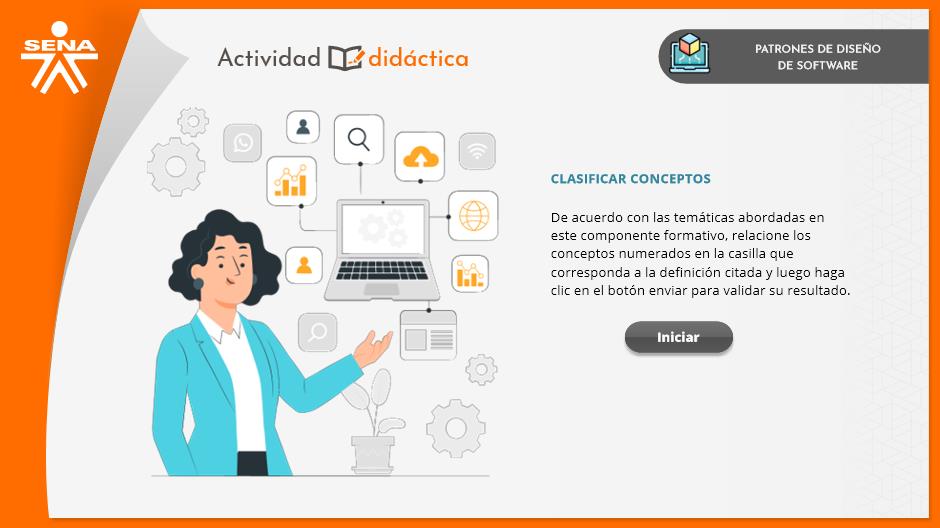 SENA
Actividad didáctica
PATRONES DE DISEÑO
DE SOFTWARE
CLASIFICAR CONCEPTOS
De acuerdo con las temáticas abordadas en
este componente formativo, relacione los
conceptos numerados en la casilla que
corresponda a la definición citada y luego haga
clic en el botón enviar para validar su resultado.
Iniciar